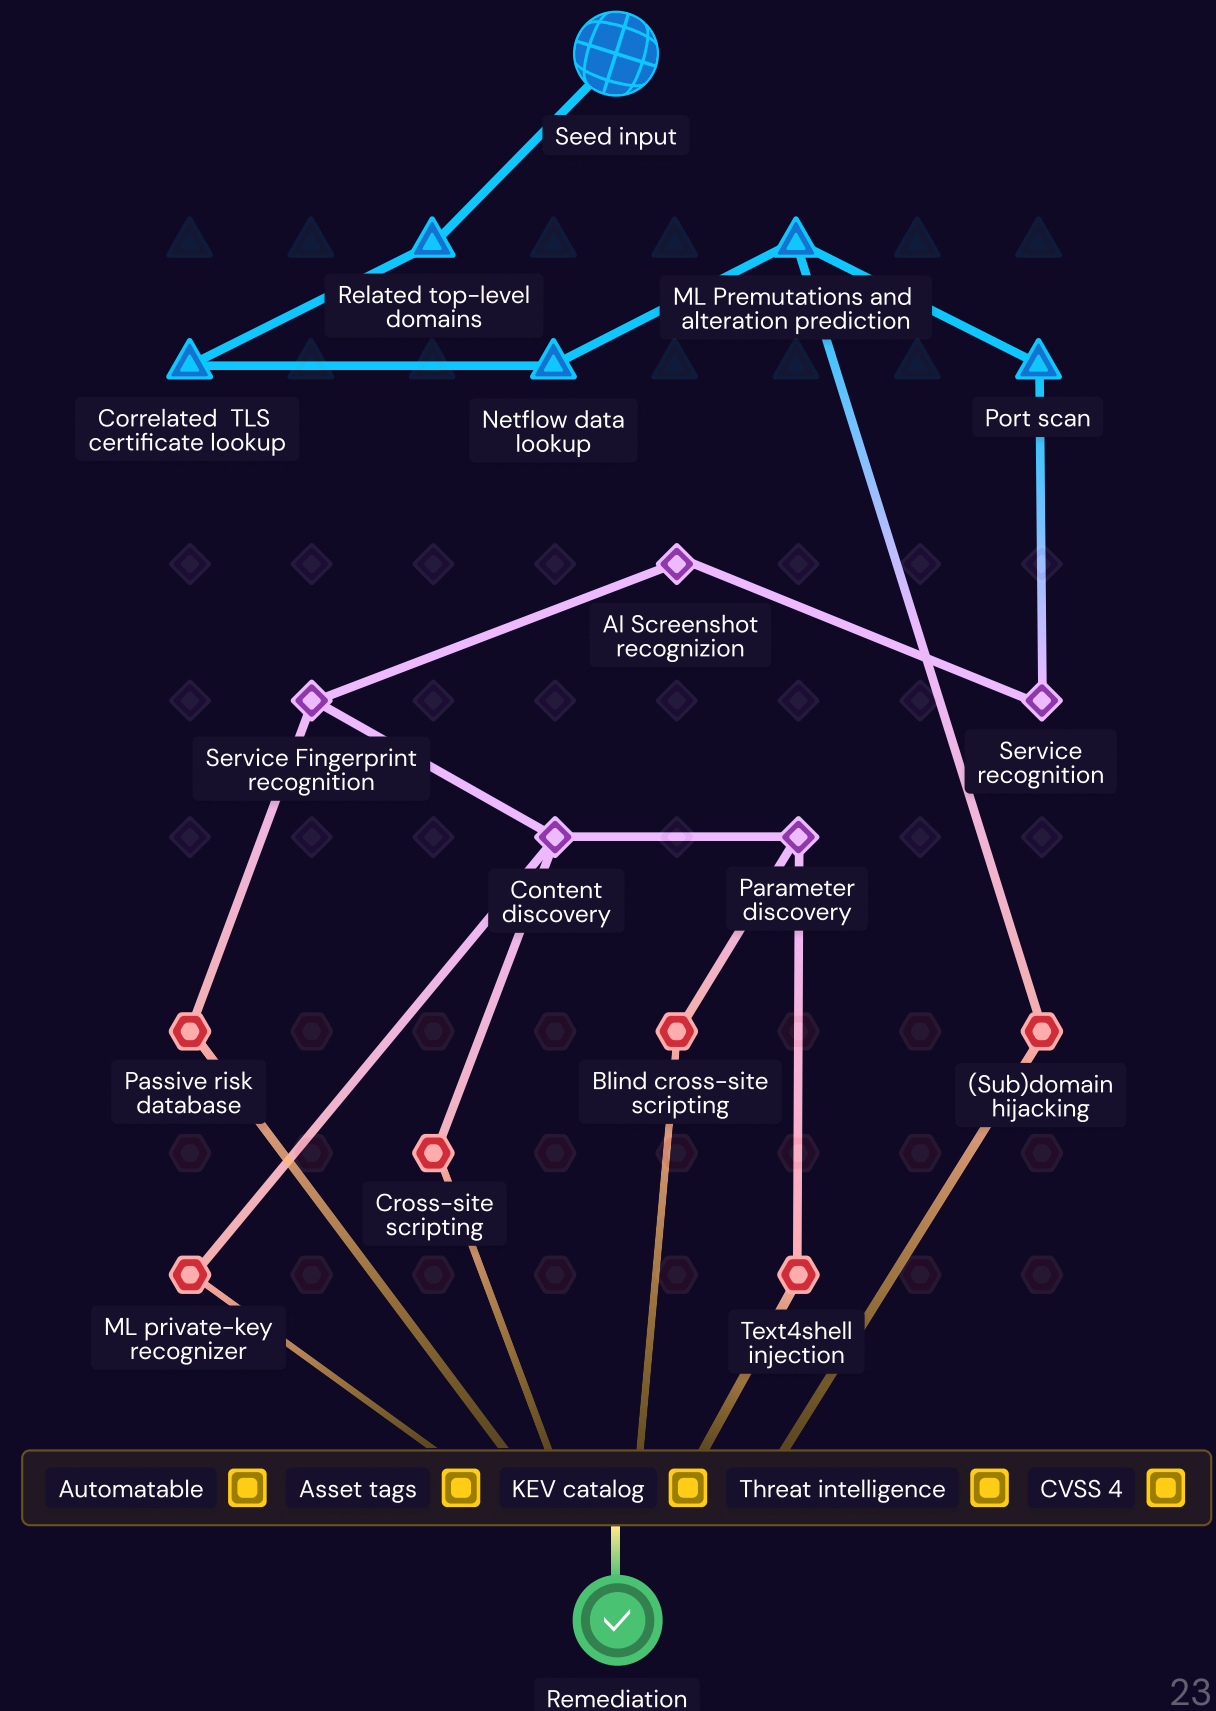 Seed input
Related top-level
domains
ML Premutations and
alteration prediction
Correlated TLS
certificate lookup
Netflow data
lookup
Port scan
AI Screenshot
recognizion
Service Fingerprint
recognition
Service
recognition
Content
discovery
Parameter
discovery
Passive risk
database
Blind cross-site
scripting
(Sub)domain
hijacking
Cross-site
scripting
ML private-key
recognizer
Text4shell
injection
Automatable
Asset tags
KEV catalog
Threat intelligence
CVSS 4
Remediation
23